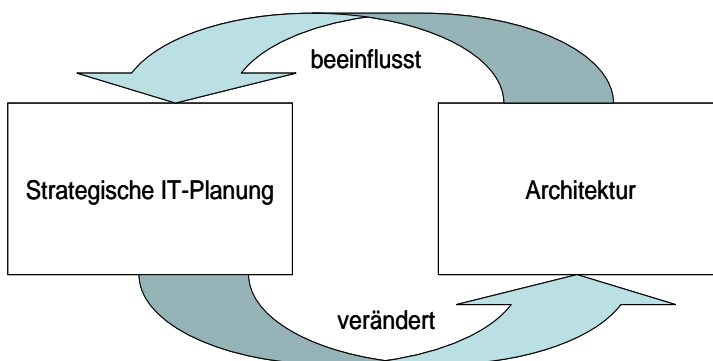 beeinflusst
Strategische IT-Planung
Architektur
verändert